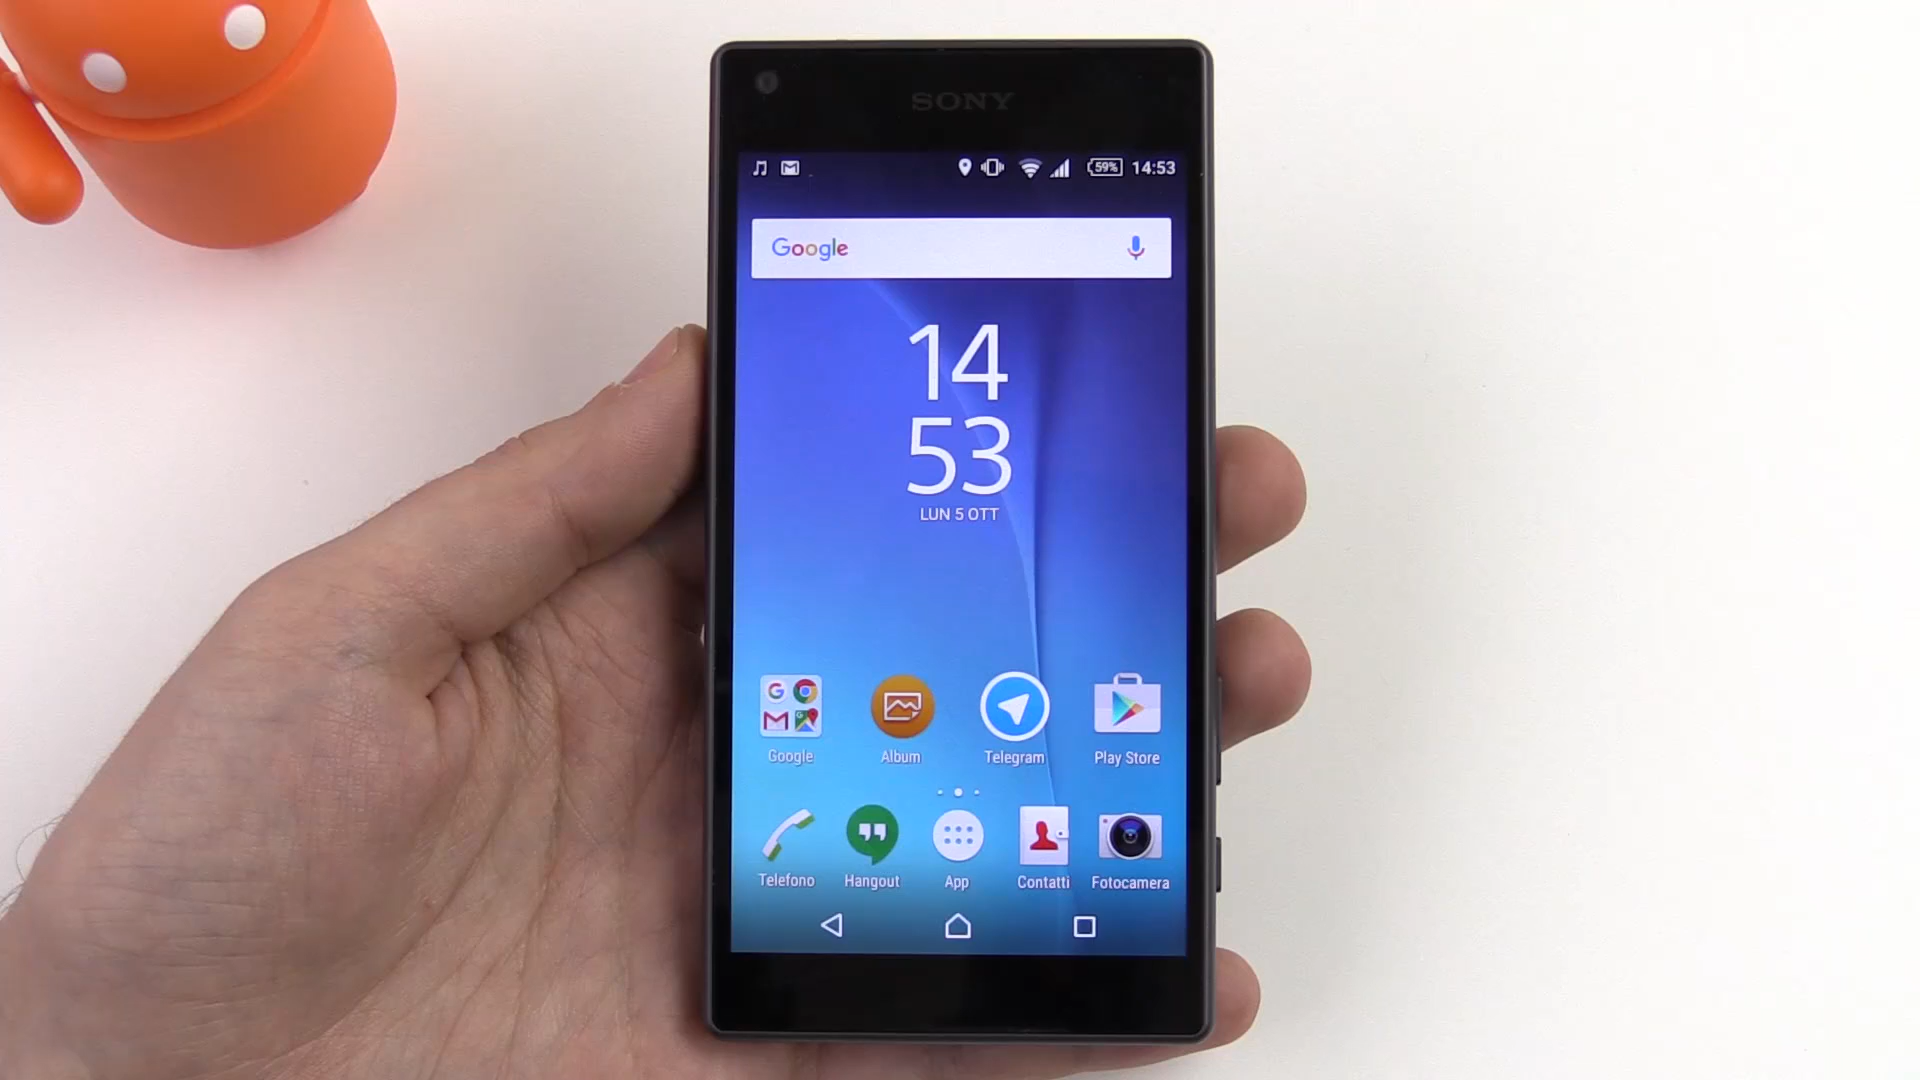 SONY
59% 14:53
Google
14
53
LUN 5 OTT
Google Album Telegram Play Store
Telefono Hangout App Contatti Fotocamera